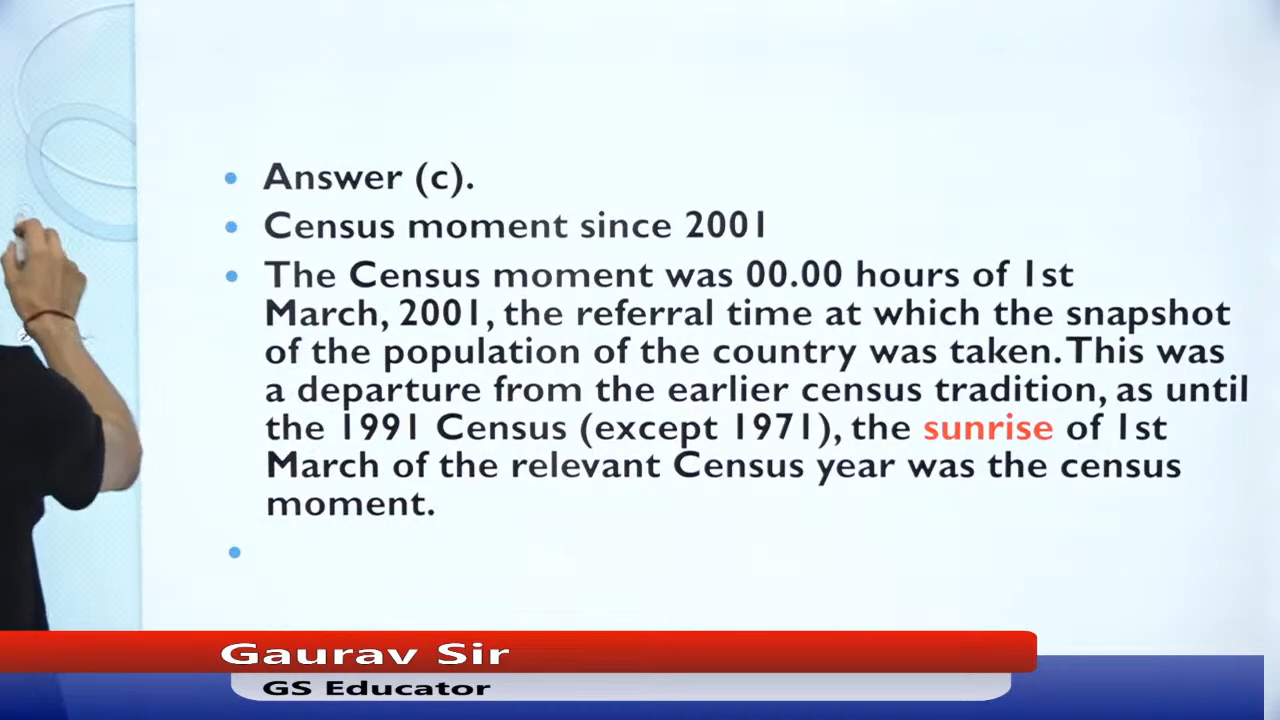 Answer (c).
Census moment since 2001
The Census moment was 00.00 hours of 1st
March, 2001, the referral time at which the snapshot
of the population of the country was taken. This was
a departure from the earlier census tradition, as until
the 1991 Census (except 1971), the sunrise of 1st
March of the relevant Census year was the census
moment.
Gaurav Sir
GS Educator